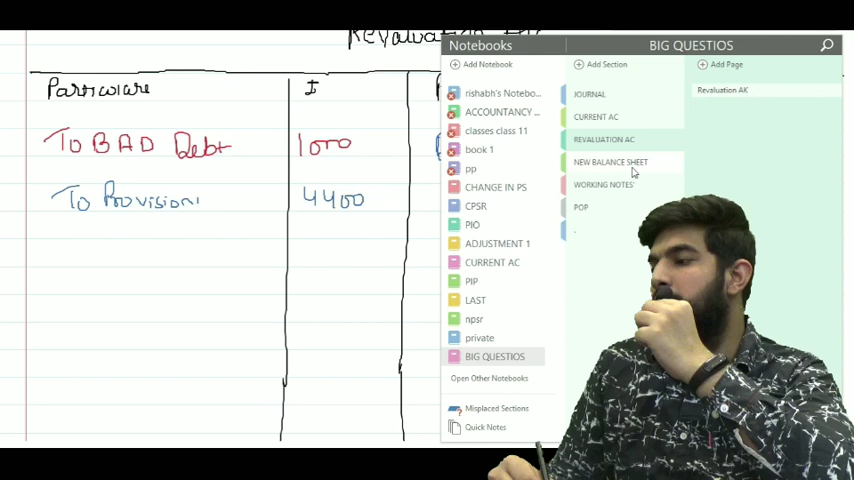 Revaluation A/c
Particulars ₹
To BAD Debt 1000
To Provision 4400
Notebooks
Add Notebook
rishabh's Notebo...
ACCOUNTANCY ...
classes class 11
book 1
pp
CHANGE IN PS
CPSR
PIO
ADJUSTMENT 1
CURRENT AC
PIP
LAST
npsr
private
BIG QUESTIOS
Open Other Notebooks
Misplaced Sections
Quick Notes
BIG QUESTIOS
Add Section
JOURNAL
CURRENT AC
REVALUATION AC
NEW BALANCE SHEET
WORKING NOTES'
POP
.
Add Page
Revaluation AK